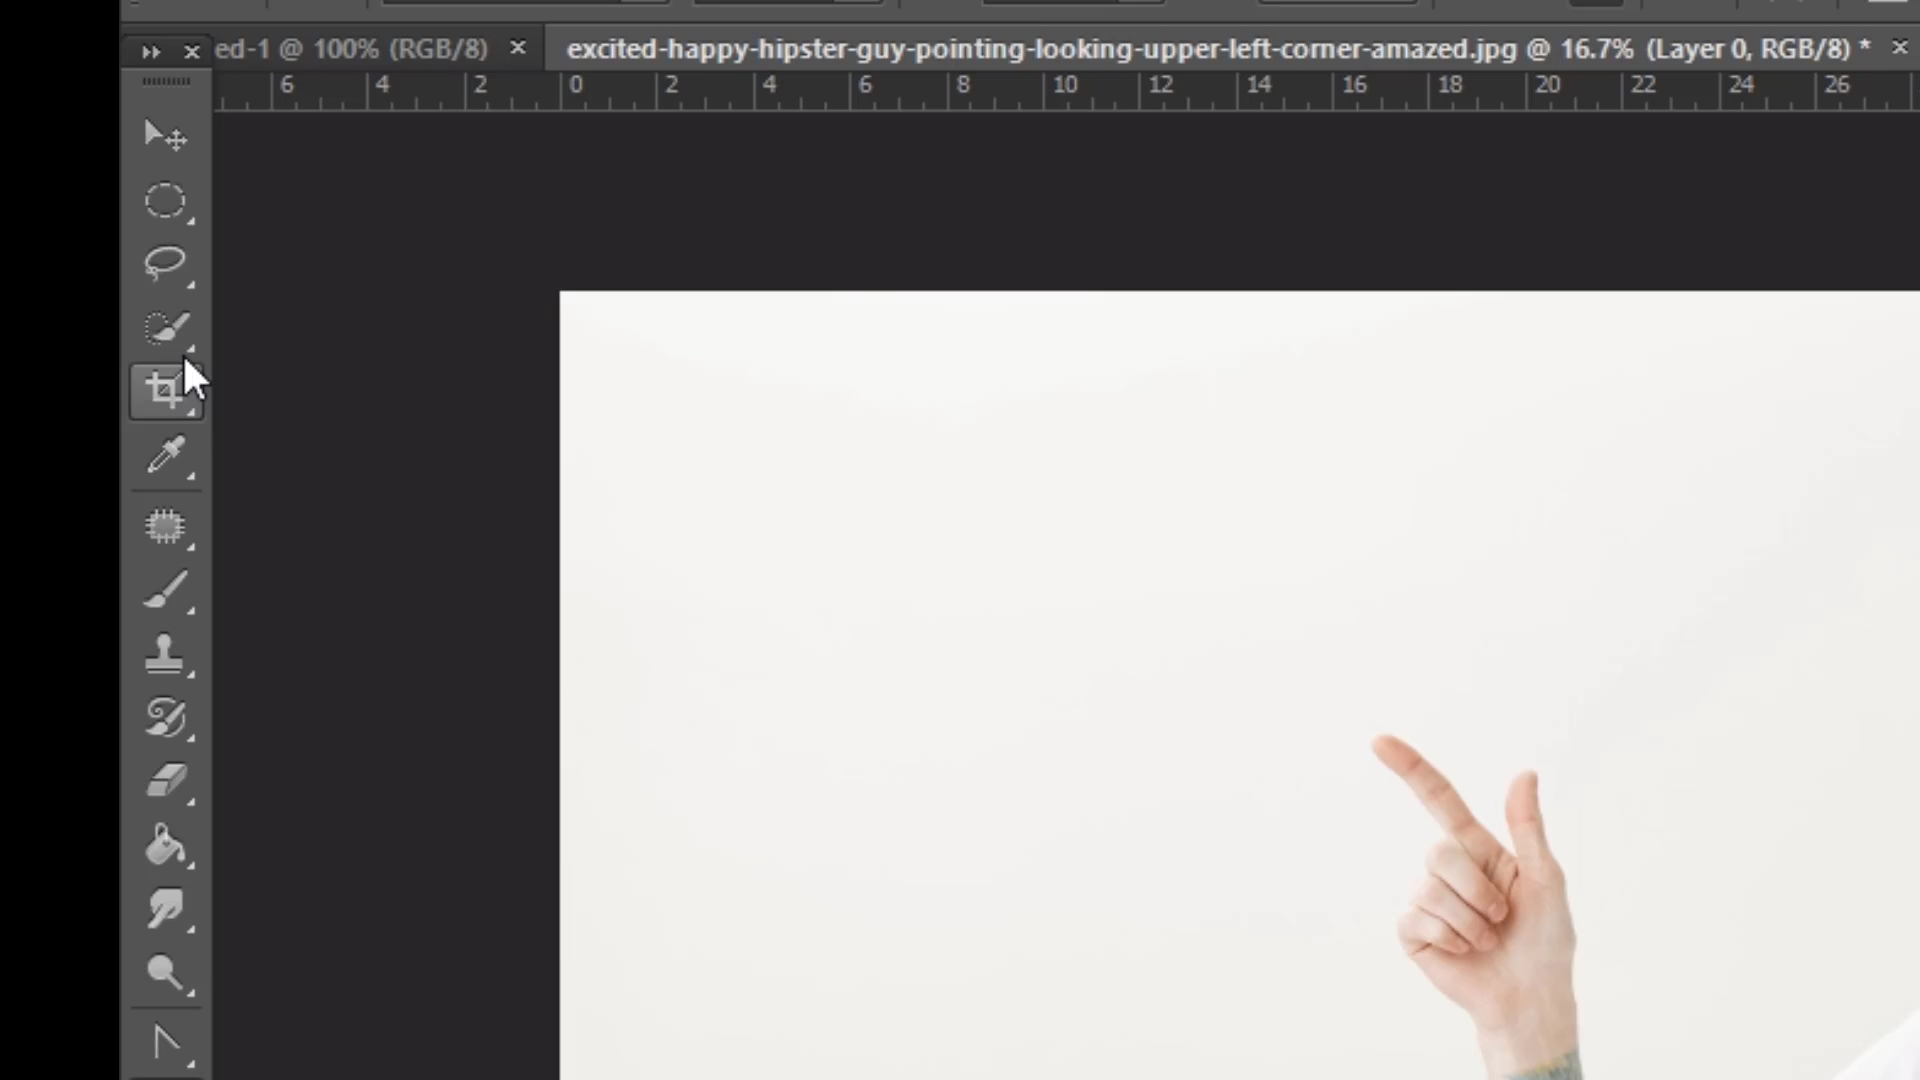 ed-1 @ 100% (RGB/8) ×
excited-happy-hipster-guy-pointing-looking-upper-left-corner-amazed.jpg @ 16.7% (Layer 0, RGB/8) * ×
6 4 2 0 2 4 6 8 10 12 14 16 18 20 22 24 26